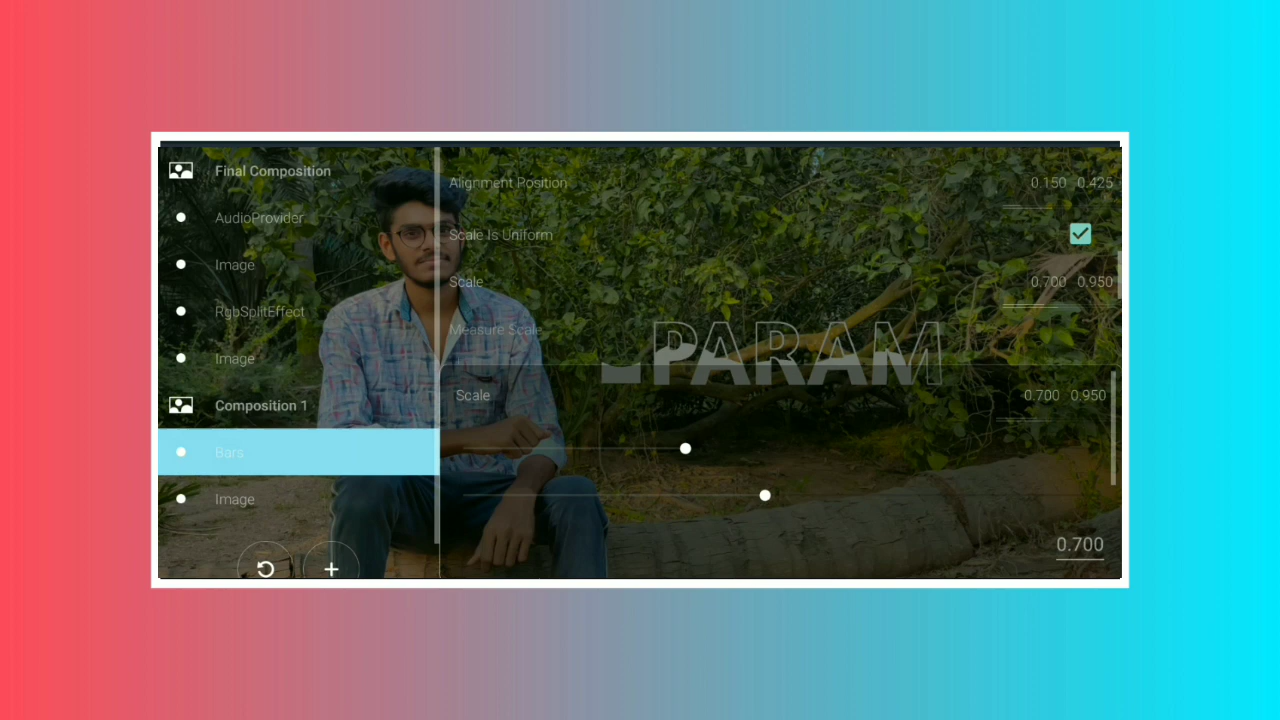 Final Composition
AudioProvider
Image
RgbSplitEffect
Image
Composition 1
Bars
Image
Alignment Position 0.150 0.425
Scale Is Uniform
Scale 0.700 0.950
Measure Scale
PARAM
Scale 0.700 0.950
0.700